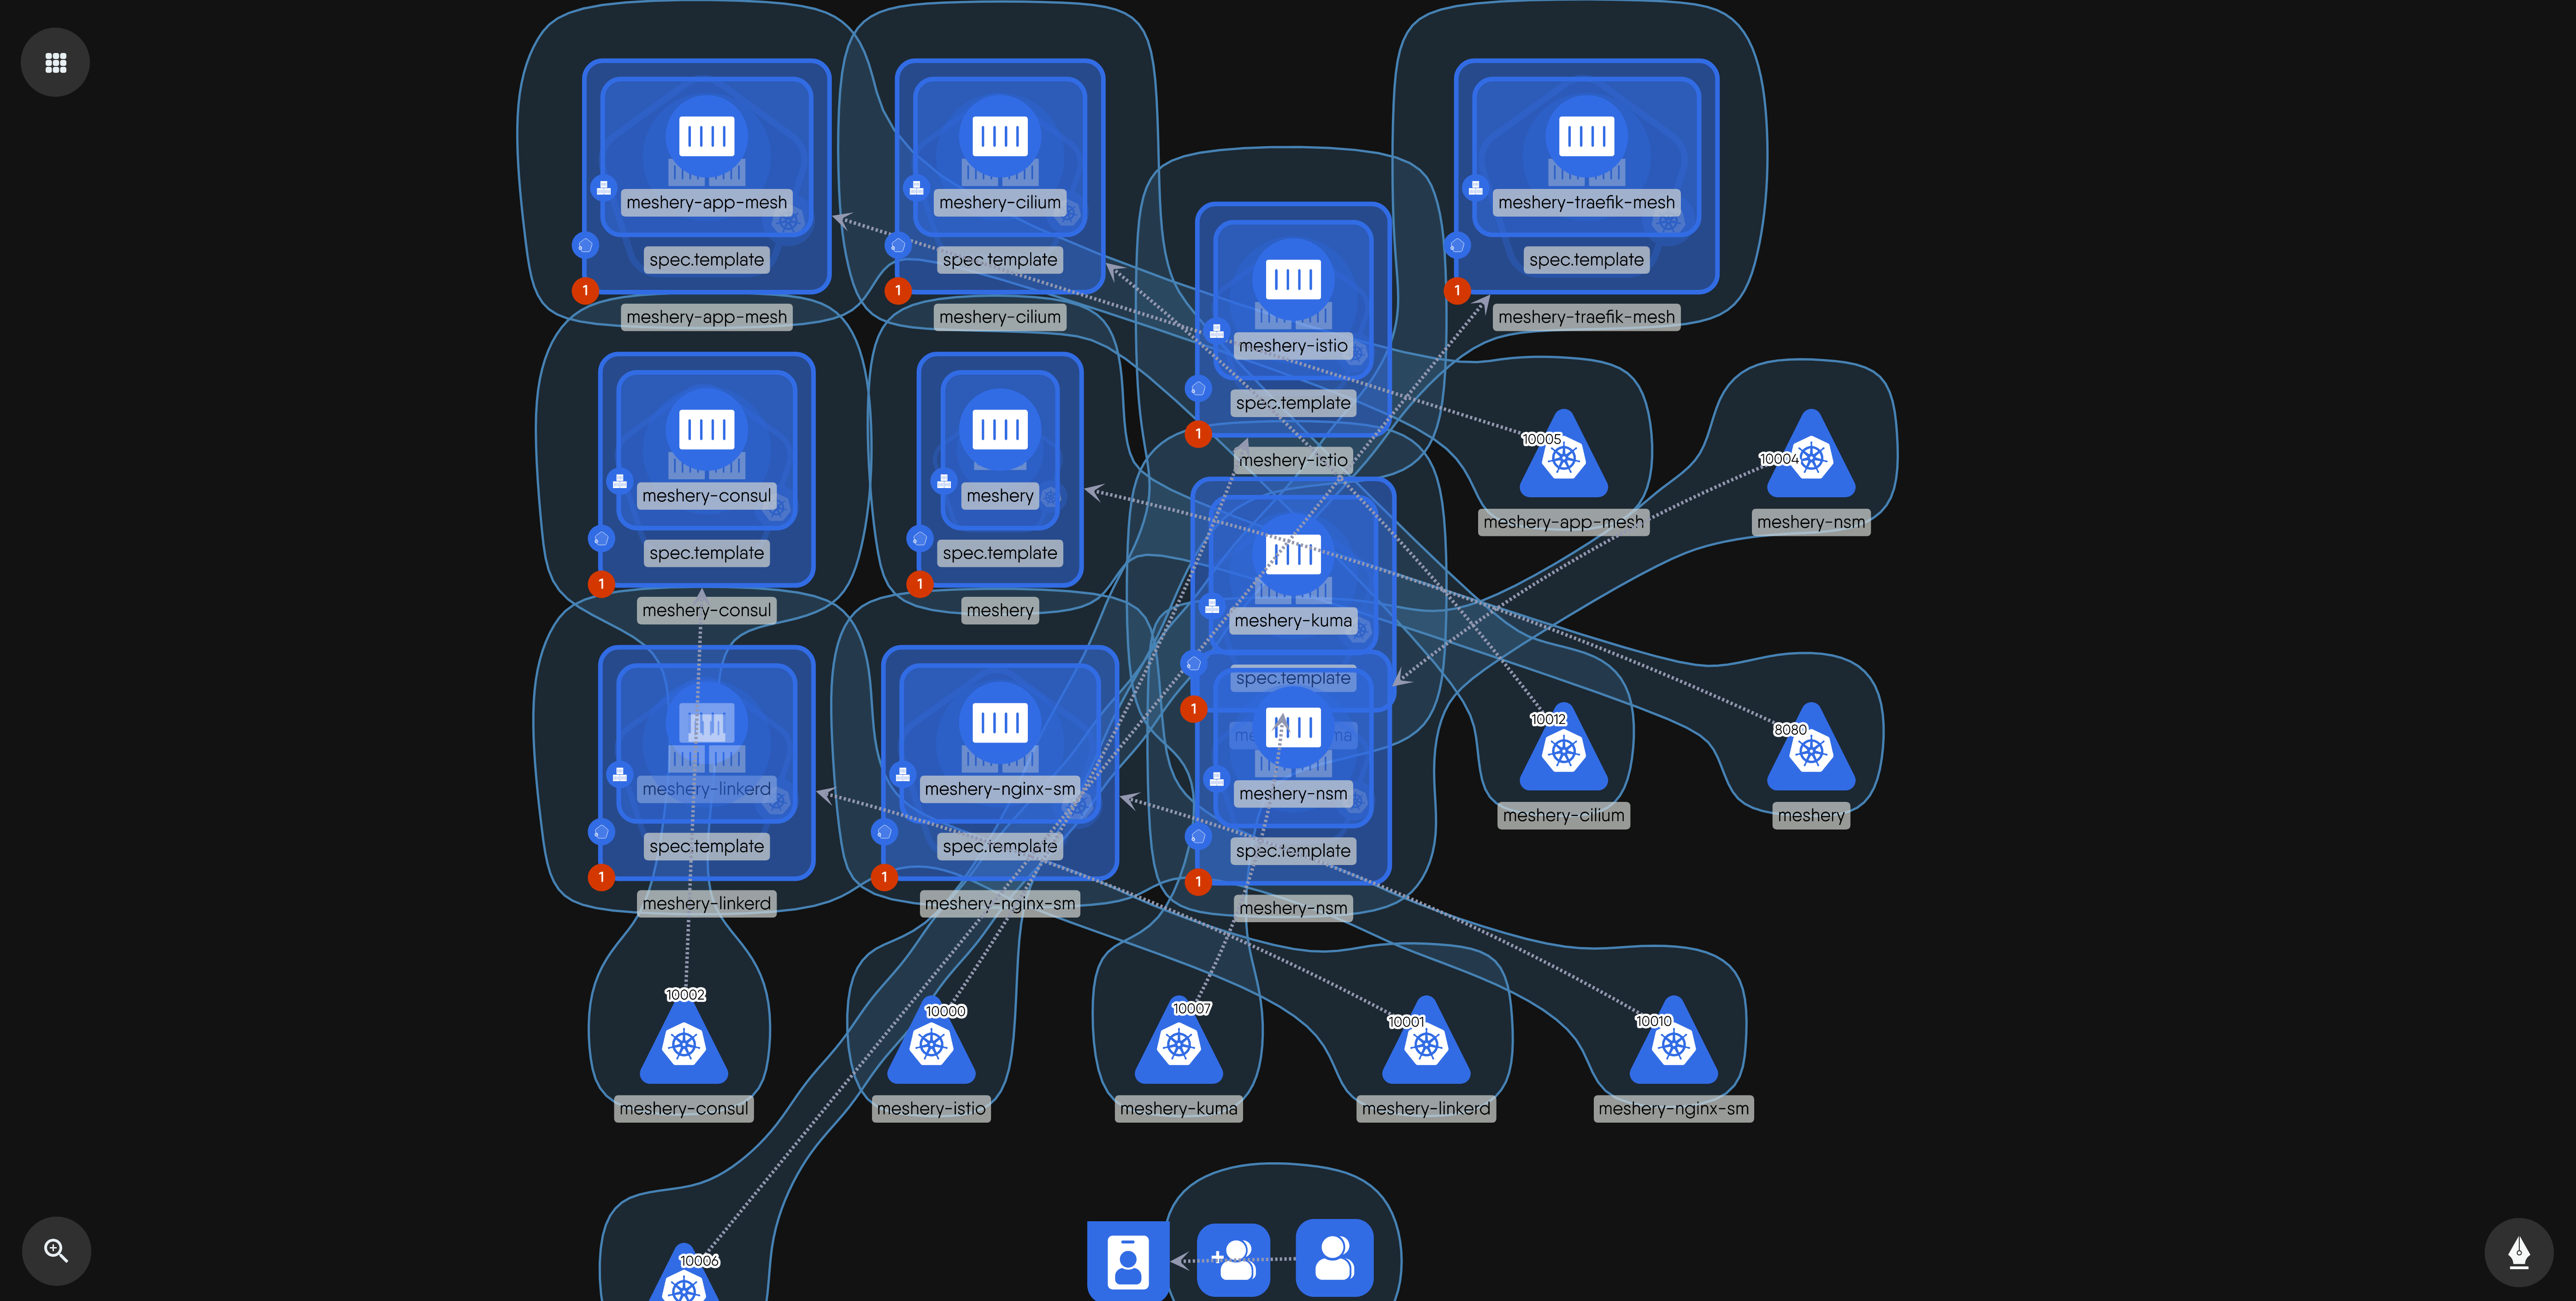 meshery-app-mesh
spec.template
1
meshery-app-mesh
meshery-cilium
spec.template
1
meshery-cilium
meshery-istio
spec.template
1
meshery-istio
meshery-traefik-mesh
spec.template
1
meshery-traefik-mesh
meshery-consul
spec.template
1
meshery-consul
meshery
spec.template
1
meshery
meshery-kuma
spec.template
1
10005
meshery-app-mesh
10004
meshery-nsm
meshery-linkerd
spec.template
1
meshery-linkerd
meshery-nginx-sm
spec.template
1
meshery-nginx-sm
meshery-nsm
spec.template
1
meshery-nsm
10012
meshery-cilium
8080
meshery
10002
meshery-consul
10000
meshery-istio
10007
meshery-kuma
10001
meshery-linkerd
10010
meshery-nginx-sm
10006